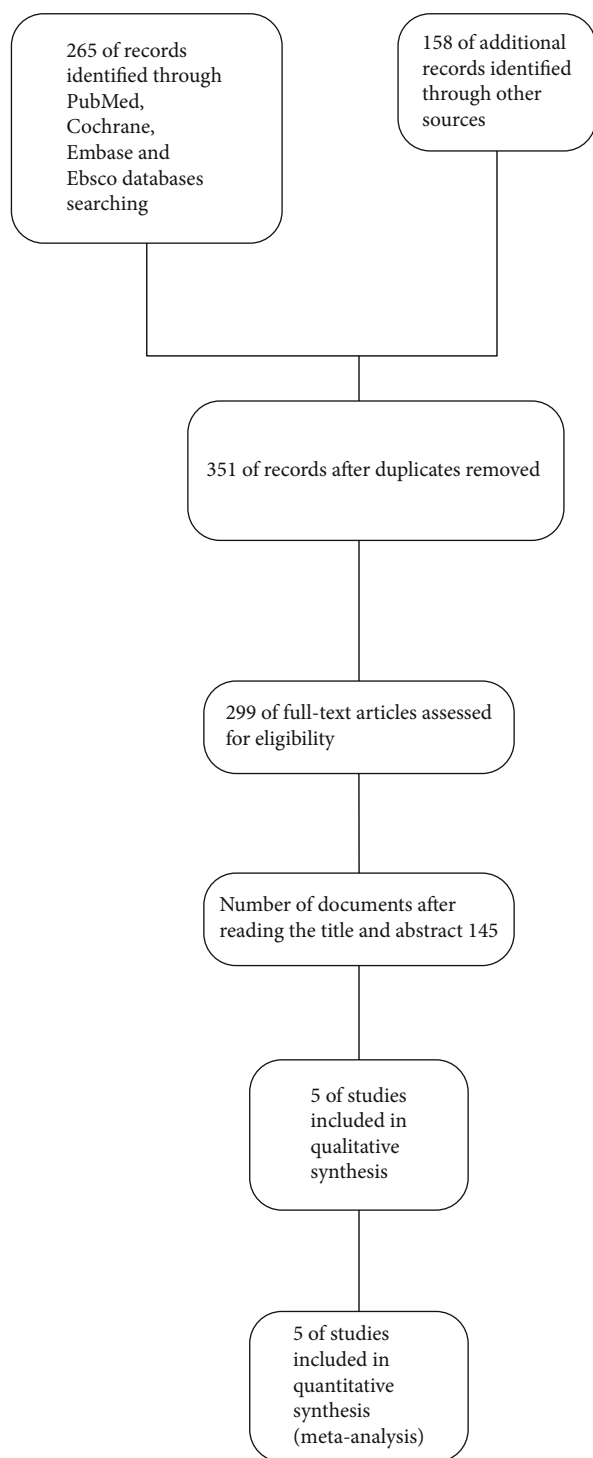 265 of records
identified through
PubMed,
Cochrane,
Embase and
Ebsco databases
searching
158 of additional
records identified
through other
sources
351 of records after duplicates removed
299 of full-text articles assessed
for eligibility
Number of documents after
reading the title and abstract 145
5 of studies
included in
qualitative
synthesis
5 of studies
included in
quantitative
synthesis
(meta-analysis)